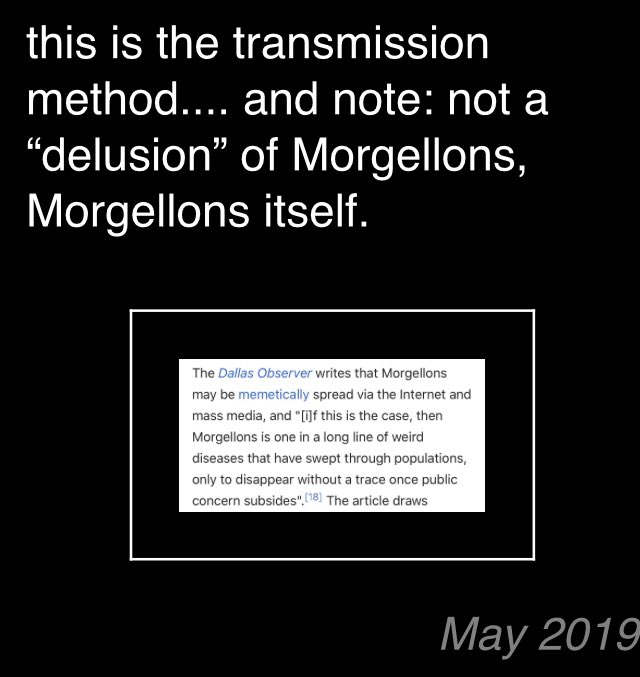 this is the transmission
method.... and note: not a
“delusion” of Morgellons,
Morgellons itself.
The Dallas Observer writes that Morgellons
may be memetically spread via the Internet and
mass media, and "[i]f this is the case, then
Morgellons is one in a long line of weird
diseases that have swept through populations,
only to disappear without a trace once public
concern subsides".[18] The article draws
May 2019